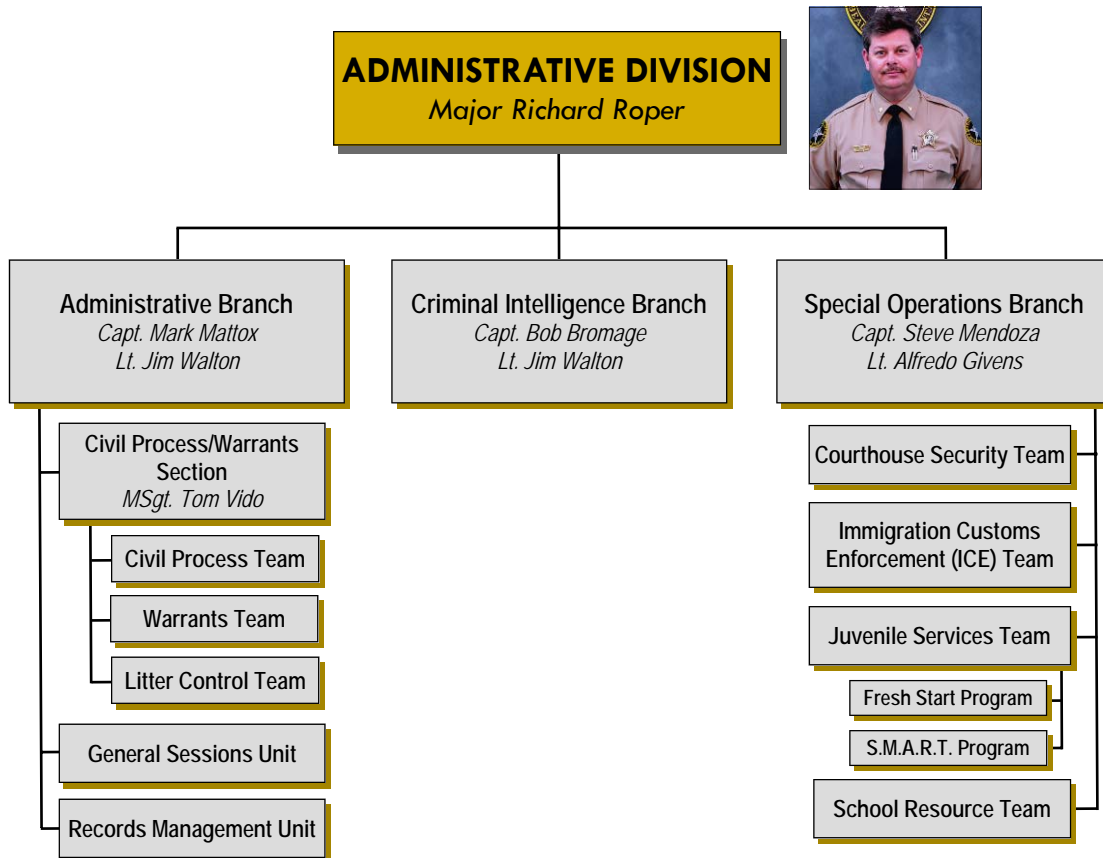 ADMINISTRATIVE DIVISION
Major Richard Roper
Administrative Branch
Capt. Mark Mattox
Lt. Jim Walton
Criminal Intelligence Branch
Capt. Bob Bromage
Lt. Jim Walton
Special Operations Branch
Capt. Steve Mendoza
Lt. Alfredo Givens
Civil Process/Warrants
Section
MSgt. Tom Vido
Civil Process Team
Warrants Team
Litter Control Team
General Sessions Unit
Records Management Unit
Courthouse Security Team
Immigration Customs
Enforcement (ICE) Team
Juvenile Services Team
Fresh Start Program
S.M.A.R.T. Program
School Resource Team